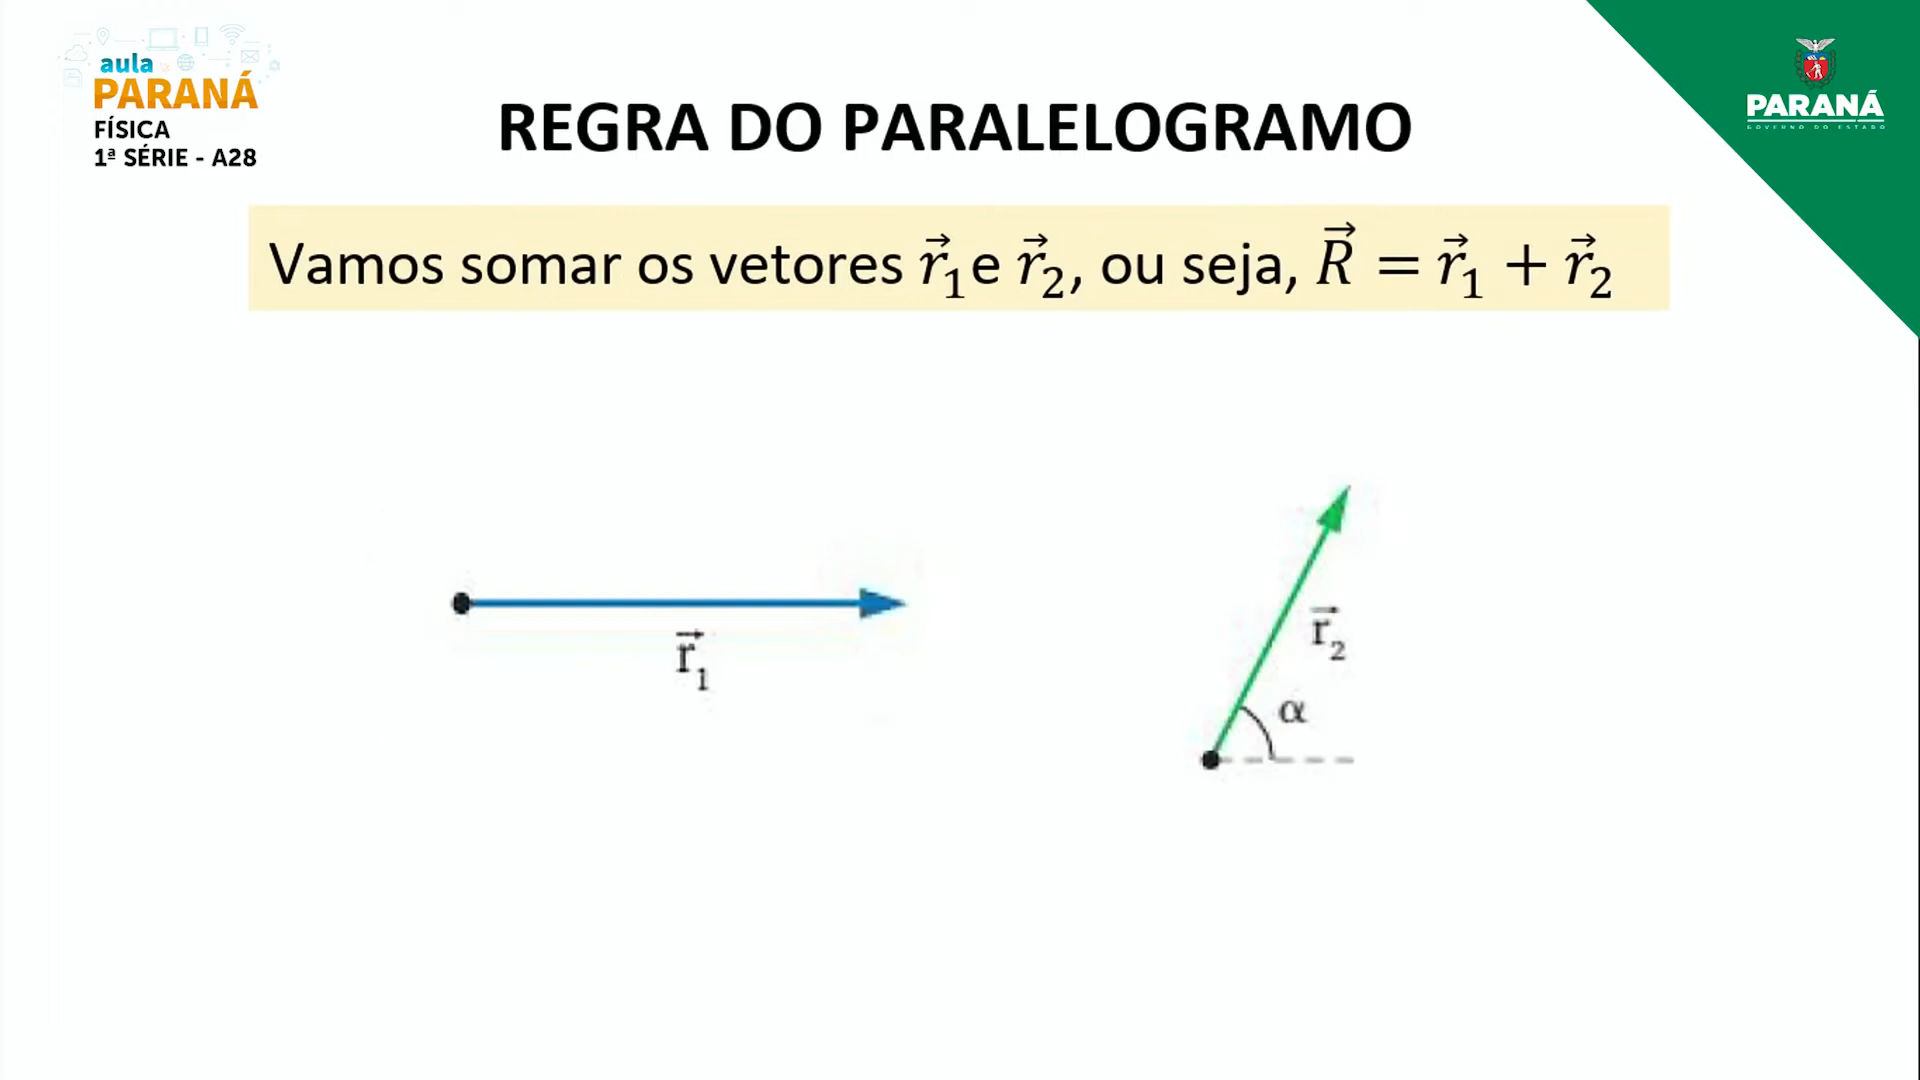 aula
PARANÁ
FÍSICA
1ª SÉRIE - A28
REGRA DO PARALELOGRAMO
PARANÁ
GOVERNO DO ESTADO
Vamos somar os vetores r⃗₁ e r⃗₂, ou seja, R⃗ = r⃗₁ + r⃗₂
r⃗₁
r⃗₂
α